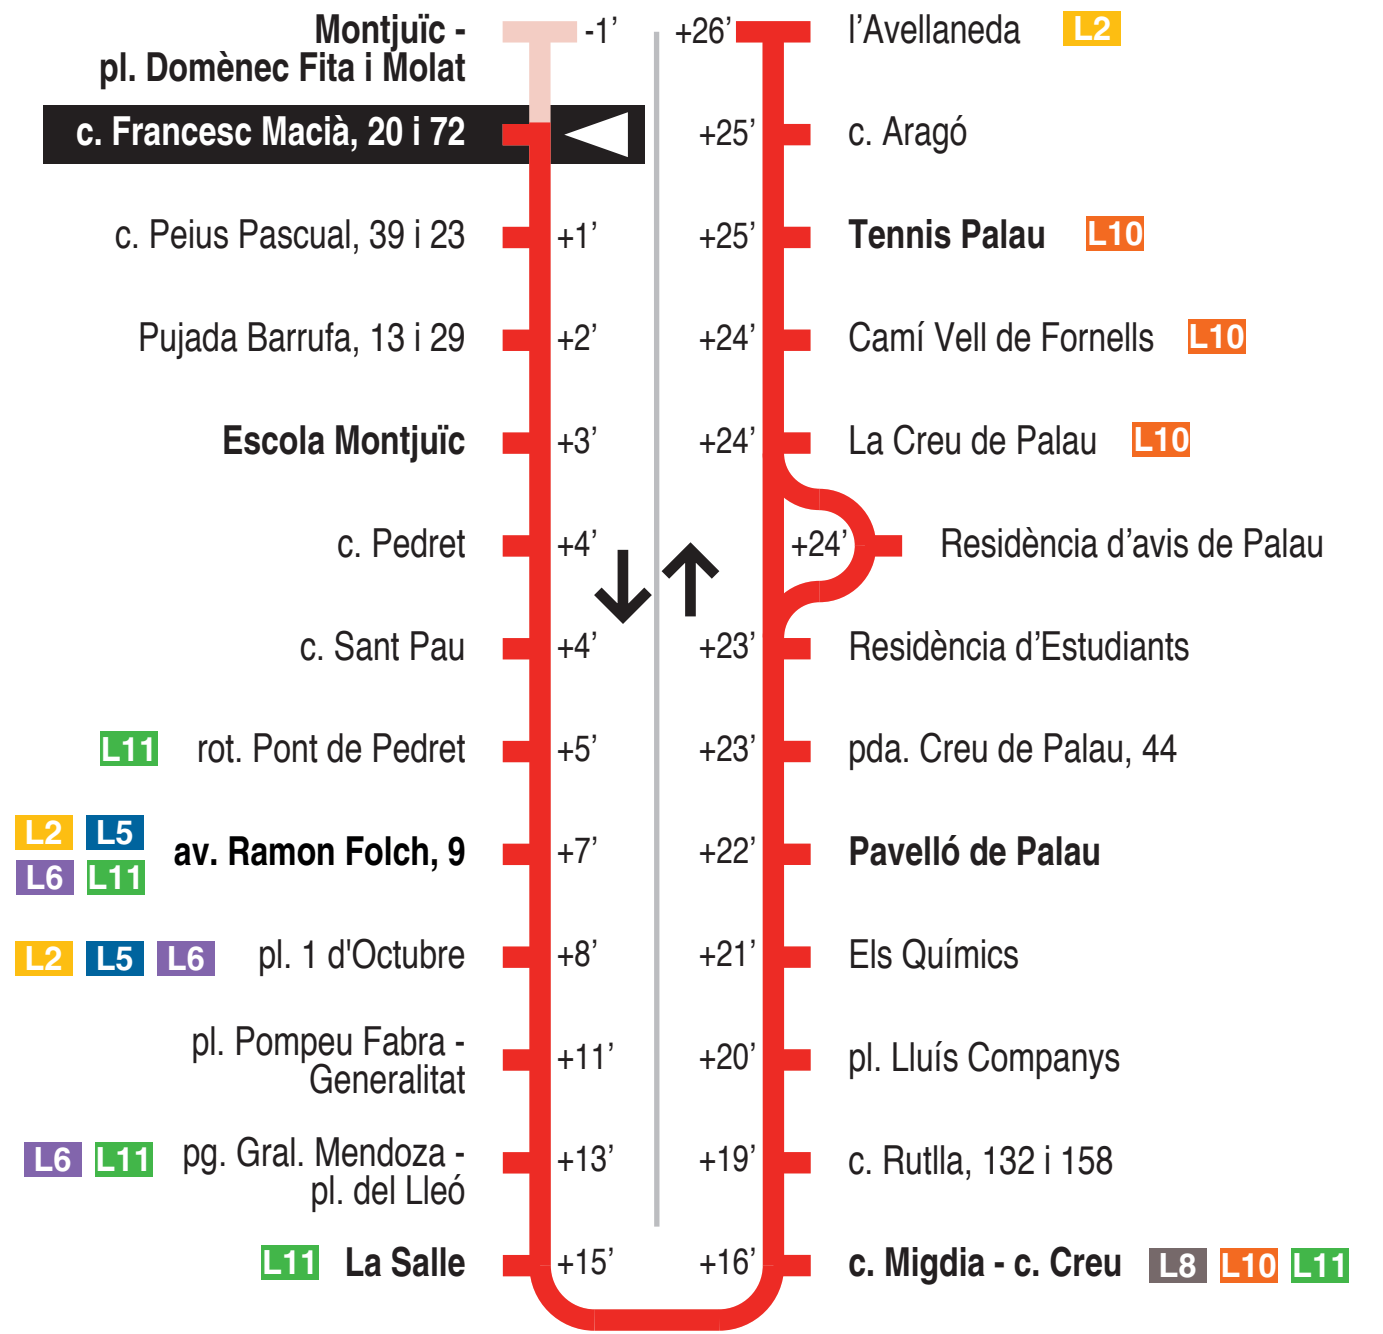 Montjuïc -
pl. Domènec Fita i Molat
-1’
c. Francesc Macià, 20 i 72
c. Peius Pascual, 39 i 23
+1’
Pujada Barrufa, 13 i 29
+2’
Escola Montjuïc
+3’
c. Pedret
+4’
c. Sant Pau
+4’
L11
rot. Pont de Pedret
+5’
L2 L5
L6 L11
av. Ramon Folch, 9
+7’
L2 L5 L6
pl. 1 d'Octubre
+8’
pl. Pompeu Fabra -
Generalitat
+11’
L6 L11
pg. Gral. Mendoza -
pl. del Lleó
+13’
L11
La Salle
+15’
+26’
l’Avellaneda
L2
+25’
c. Aragó
+25’
Tennis Palau
L10
+24’
Camí Vell de Fornells
L10
+24’
La Creu de Palau
L10
+24’
Residència d’avis de Palau
+23’
Residència d’Estudiants
+23’
pda. Creu de Palau, 44
+22’
Pavelló de Palau
+21’
Els Químics
+20’
pl. Lluís Companys
+19’
c. Rutlla, 132 i 158
+16’
c. Migdia - c. Creu
L8 L10 L11